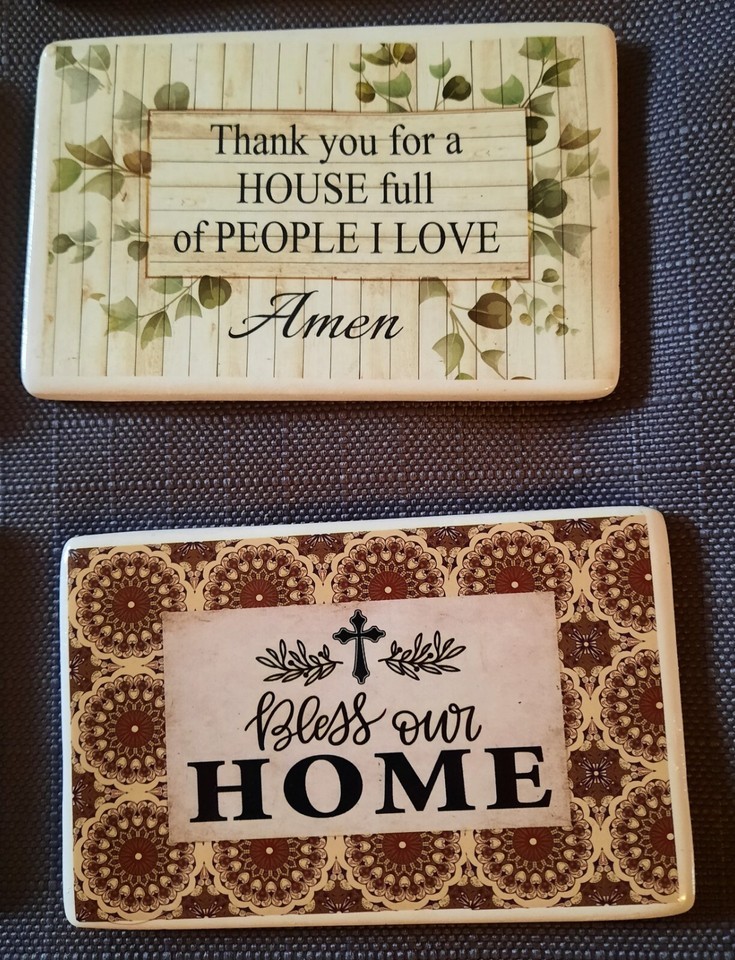 Thank you for a
HOUSE full
of PEOPLE I LOVE
Amen
Bless our
HOME